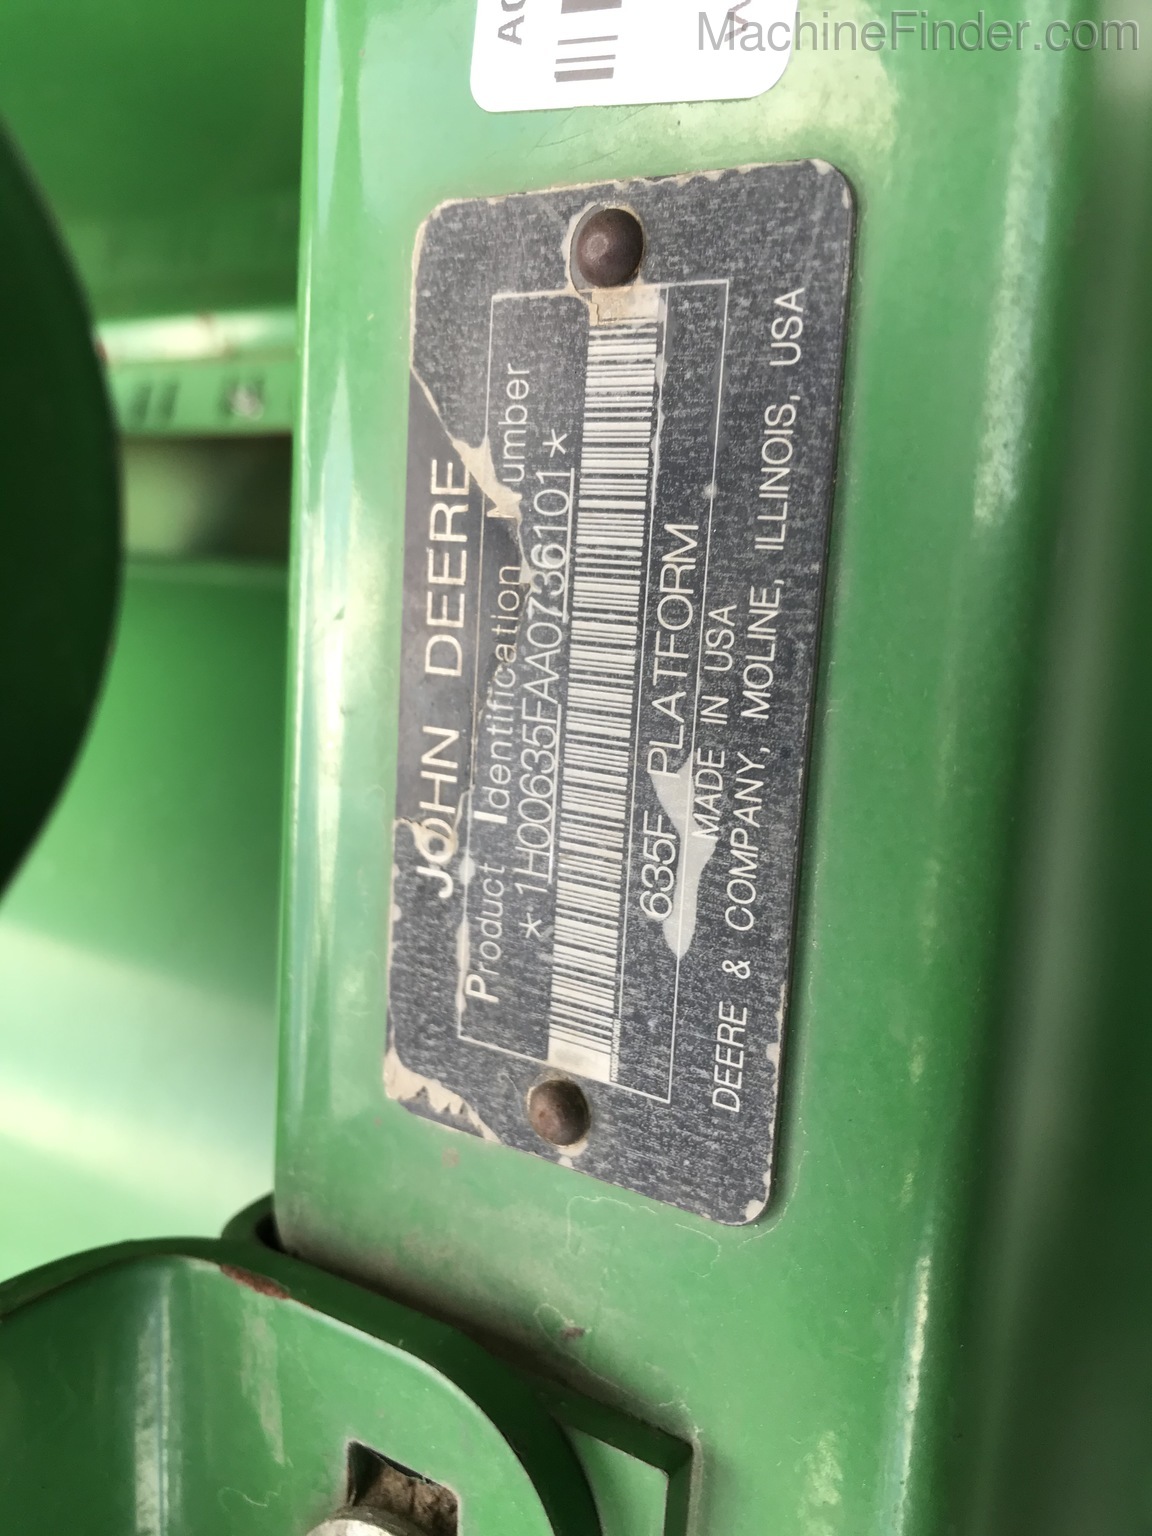 MachineFinder.com
JOHN DEERE
Product Identification Number
*1H00635FAA0736101*
635F PLATFORM
MADE IN USA
DEERE & COMPANY, MOLINE, ILLINOIS, USA